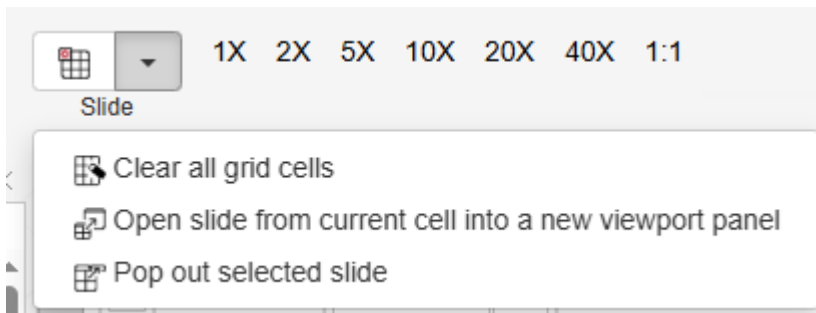 1X 2X 5X 10X 20X 40X 1:1
Slide
Clear all grid cells
Open slide from current cell into a new viewport panel
Pop out selected slide